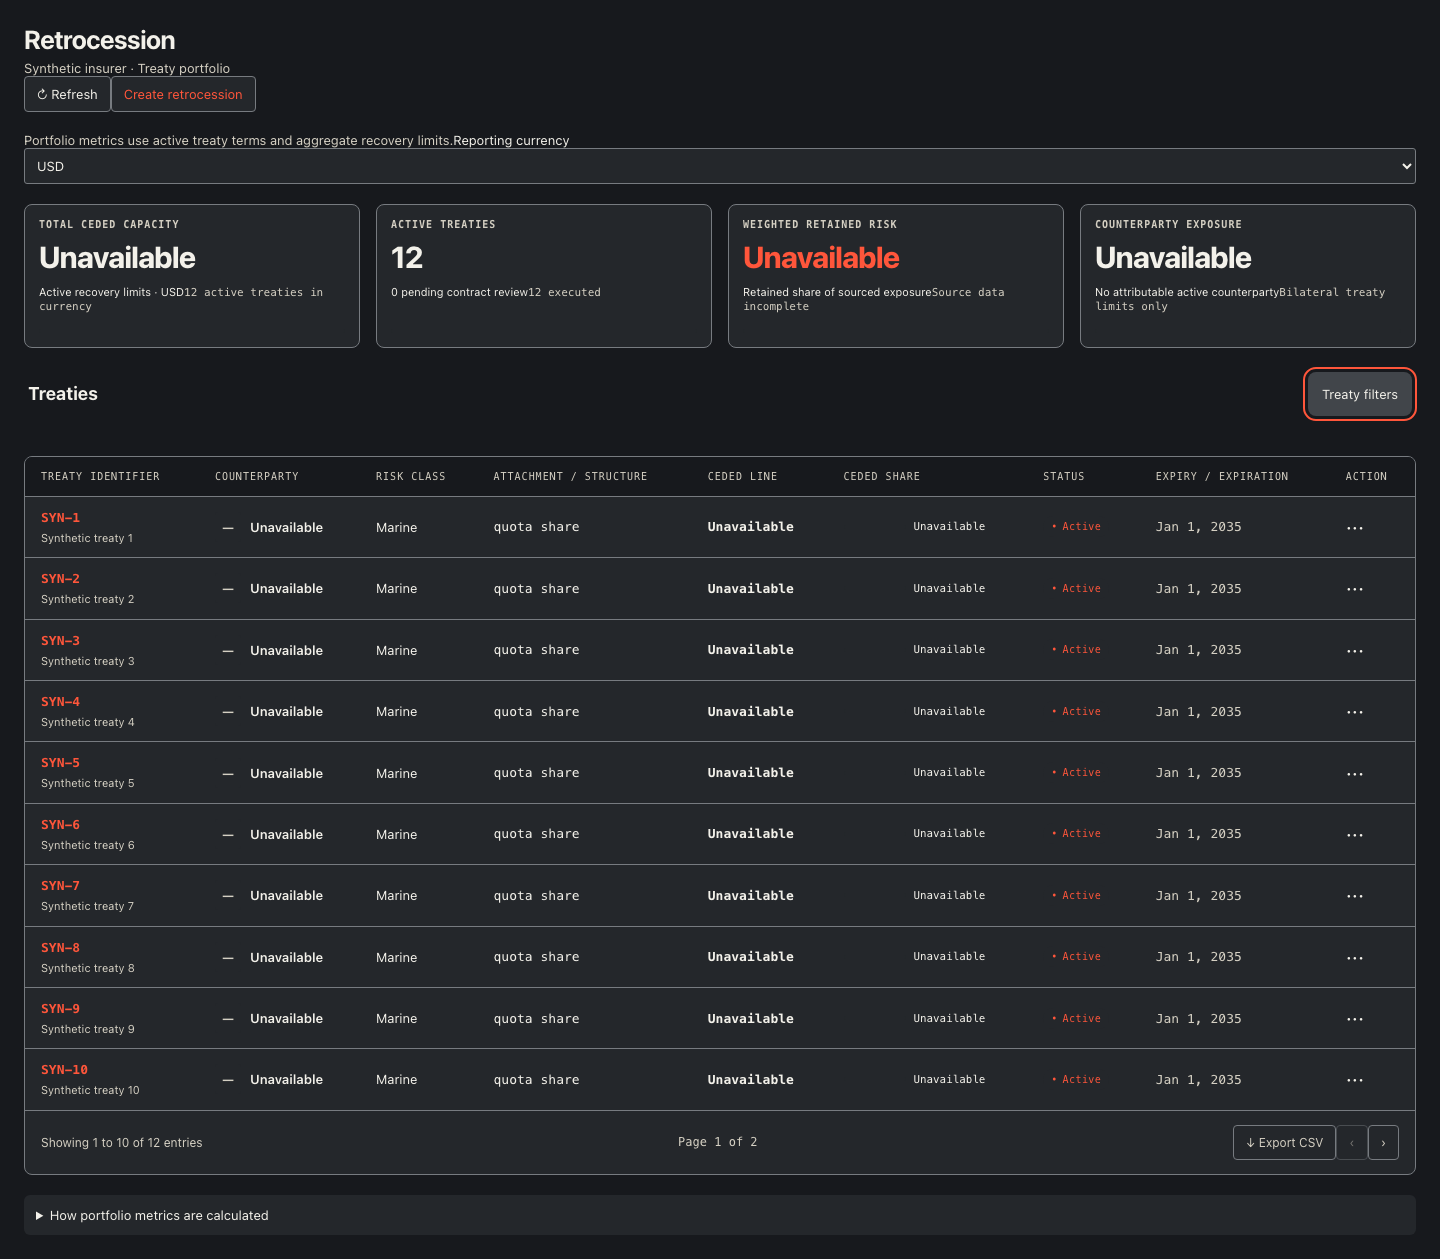 Retrocession
Synthetic insurer · Treaty portfolio
↻ Refresh Create retrocession
Portfolio metrics use active treaty terms and aggregate recovery limits.Reporting currency
USD
TOTAL CEDED CAPACITY
Unavailable
Active recovery limits · USD12 active treaties in
currency
ACTIVE TREATIES
12
0 pending contract review12 executed
WEIGHTED RETAINED RISK
Unavailable
Retained share of sourced exposureSource data
incomplete
COUNTERPARTY EXPOSURE
Unavailable
No attributable active counterpartyBilateral treaty
limits only
Treaties
Treaty filters
TREATY IDENTIFIER COUNTERPARTY RISK CLASS ATTACHMENT / STRUCTURE CEDED LINE CEDED SHARE STATUS EXPIRY / EXPIRATION ACTION
SYN-1
Synthetic treaty 1
— Unavailable Marine quota share Unavailable Unavailable • Active Jan 1, 2035 •••
SYN-2
Synthetic treaty 2
— Unavailable Marine quota share Unavailable Unavailable • Active Jan 1, 2035 •••
SYN-3
Synthetic treaty 3
— Unavailable Marine quota share Unavailable Unavailable • Active Jan 1, 2035 •••
SYN-4
Synthetic treaty 4
— Unavailable Marine quota share Unavailable Unavailable • Active Jan 1, 2035 •••
SYN-5
Synthetic treaty 5
— Unavailable Marine quota share Unavailable Unavailable • Active Jan 1, 2035 •••
SYN-6
Synthetic treaty 6
— Unavailable Marine quota share Unavailable Unavailable • Active Jan 1, 2035 •••
SYN-7
Synthetic treaty 7
— Unavailable Marine quota share Unavailable Unavailable • Active Jan 1, 2035 •••
SYN-8
Synthetic treaty 8
— Unavailable Marine quota share Unavailable Unavailable • Active Jan 1, 2035 •••
SYN-9
Synthetic treaty 9
— Unavailable Marine quota share Unavailable Unavailable • Active Jan 1, 2035 •••
SYN-10
Synthetic treaty 10
— Unavailable Marine quota share Unavailable Unavailable • Active Jan 1, 2035 •••
Showing 1 to 10 of 12 entries Page 1 of 2 ↓ Export CSV ‹ ›
▶ How portfolio metrics are calculated